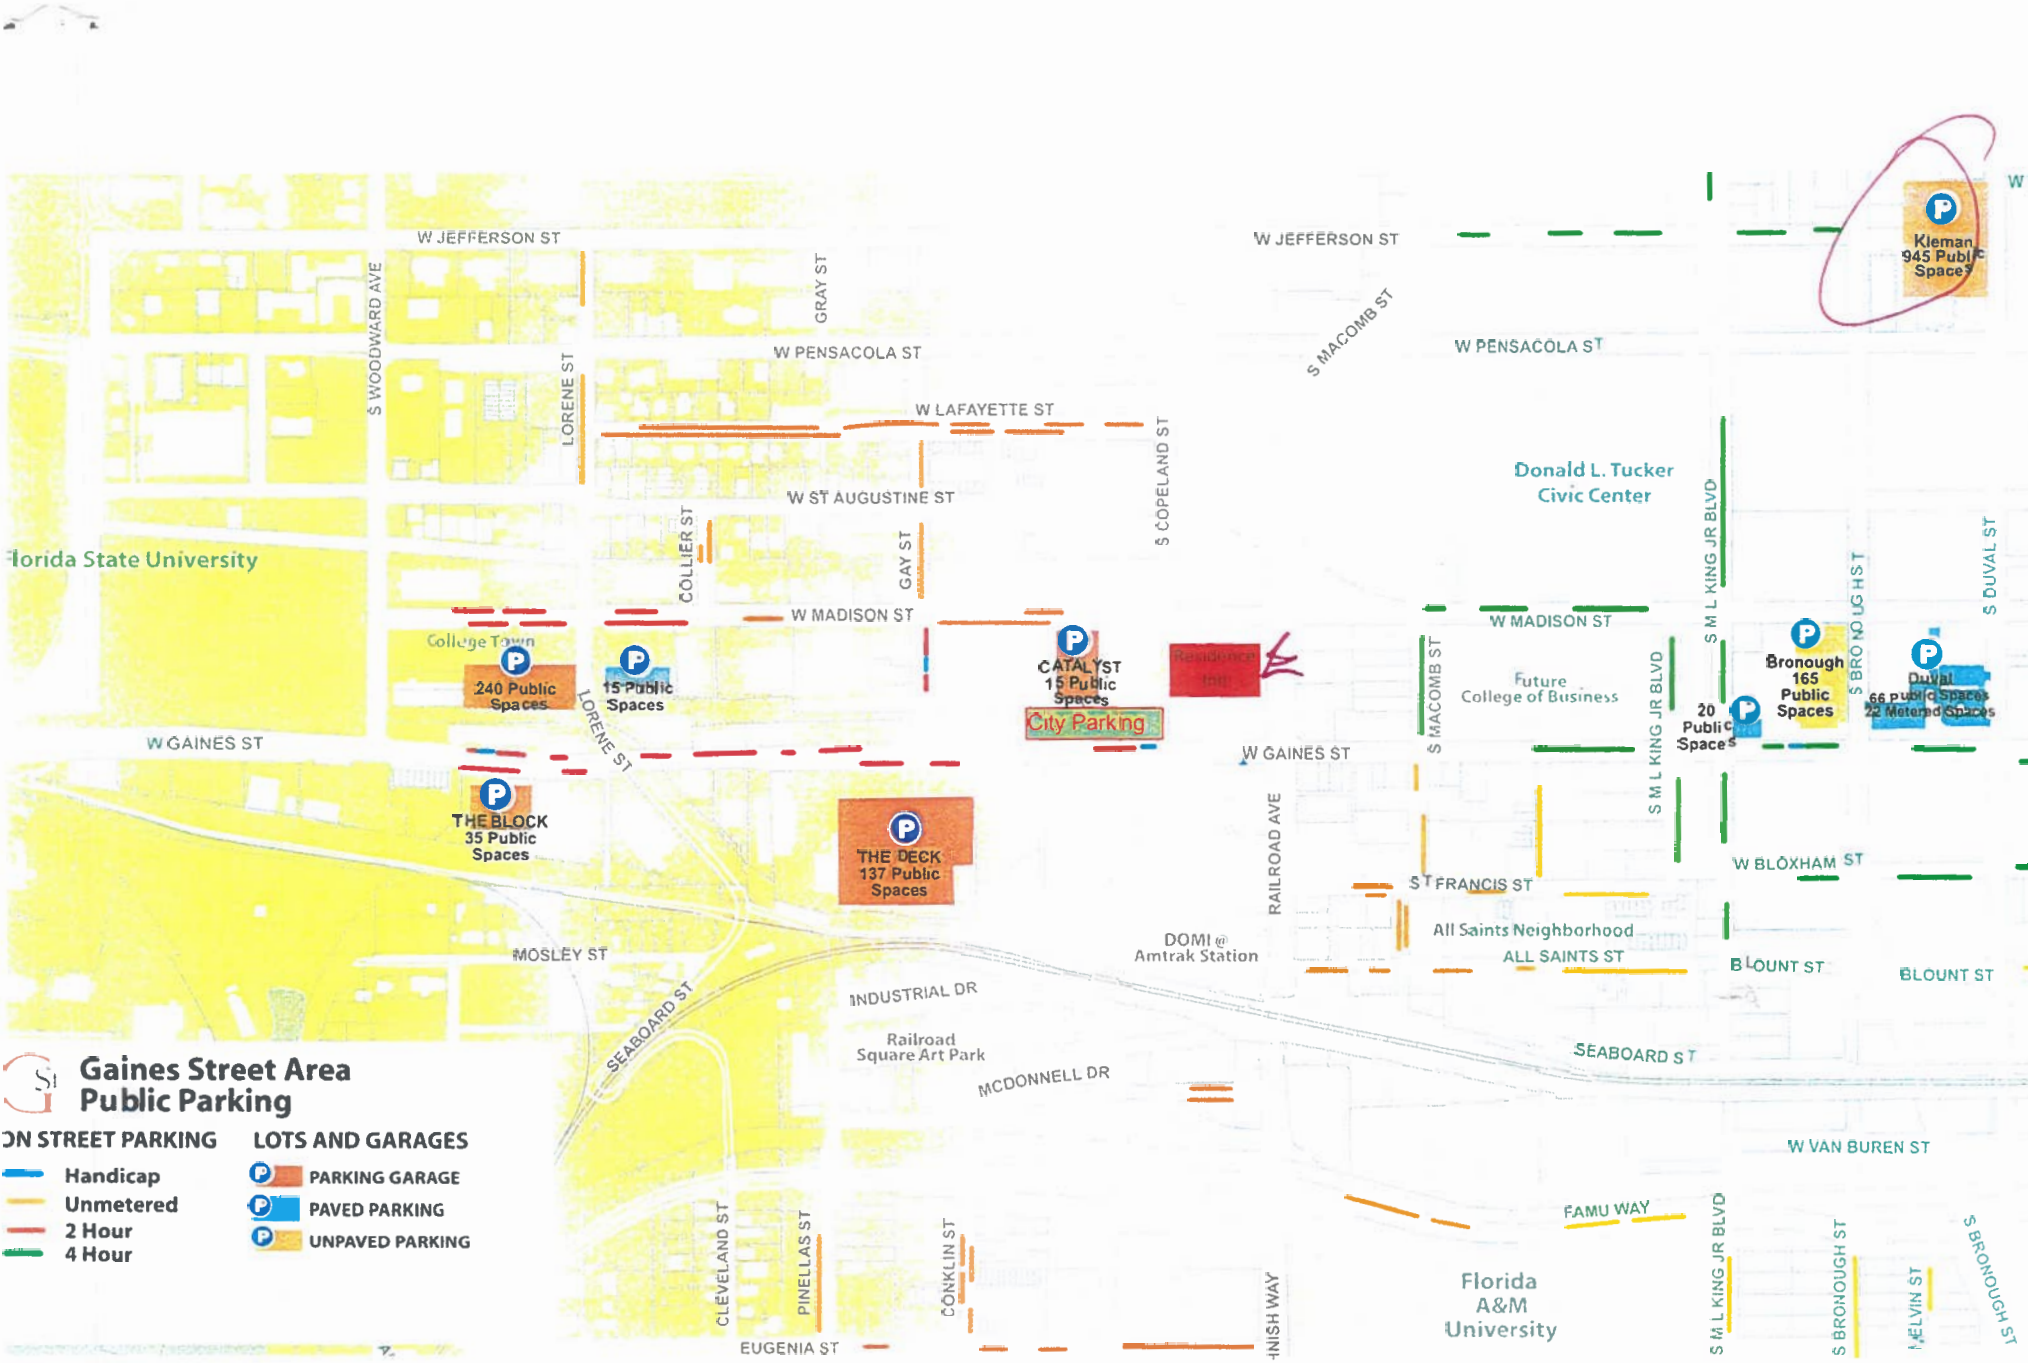 W
W JEFFERSON ST
W JEFFERSON ST
P
Kleman
945 Public
Spaces
S WOODWARD AVE
GRAY ST
S MACOMB ST
W PENSACOLA ST
W PENSACOLA ST
LORENE ST
W LAFAYETTE ST
S COPELAND ST
Donald L. Tucker
Civic Center
S M L KING JR BLVD
W ST AUGUSTINE ST
COLLIER ST
GAY ST
S BRONOUGH ST
S DUVAL ST
lorida State University
W MADISON ST
W MADISON ST
College Town
P
240 Public
Spaces
P
15 Public
Spaces
P
CATALYST
15 Public
Spaces
City Parking
Residence
Inn
S MACOMB ST
Future
College of Business
S M L KING JR BLVD
P
20
Public
Spaces
P
Bronough
165
Public
Spaces
P
Duval
66 Public Spaces
22 Metered Spaces
LORENE ST
W GAINES ST
W GAINES ST
P
THE BLOCK
35 Public
Spaces
P
THE DECK
137 Public
Spaces
RAILROAD AVE
W BLOXHAM ST
ST FRANCIS ST
All Saints Neighborhood
ALL SAINTS ST
DOMI @
Amtrak Station
BLOUNT ST
BLOUNT ST
MOSLEY ST
SEABOARD ST
INDUSTRIAL DR
Railroad
Square Art Park
MCDONNELL DR
SEABOARD ST
W VAN BUREN ST
G St
Gaines Street Area
Public Parking
ON STREET PARKING
Handicap
Unmetered
2 Hour
4 Hour
LOTS AND GARAGES
P PARKING GARAGE
P PAVED PARKING
P UNPAVED PARKING
CLEVELAND ST
PINELLAS ST
CONKLIN ST
EUGENIA ST
INISH WAY
FAMU WAY
Florida
A&M
University
S M L KING JR BLVD
S BRONOUGH ST
MELVIN ST
S BRONOUGH ST